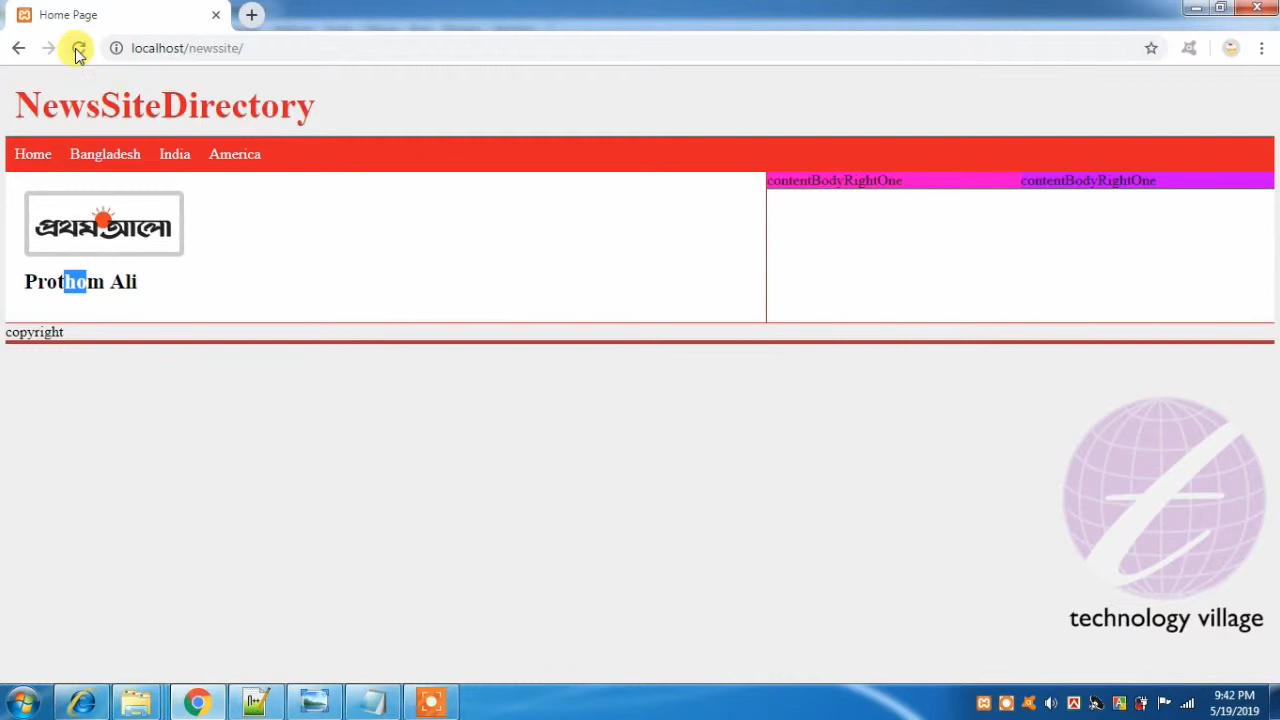 Home Page
localhost/newssite/
NewsSiteDirectory
Home Bangladesh India America
contentBodyRightOne contentBodyRightOne
প্রথম আলো
Prothom Ali
copyright
technology village
9:42 PM
5/19/2019